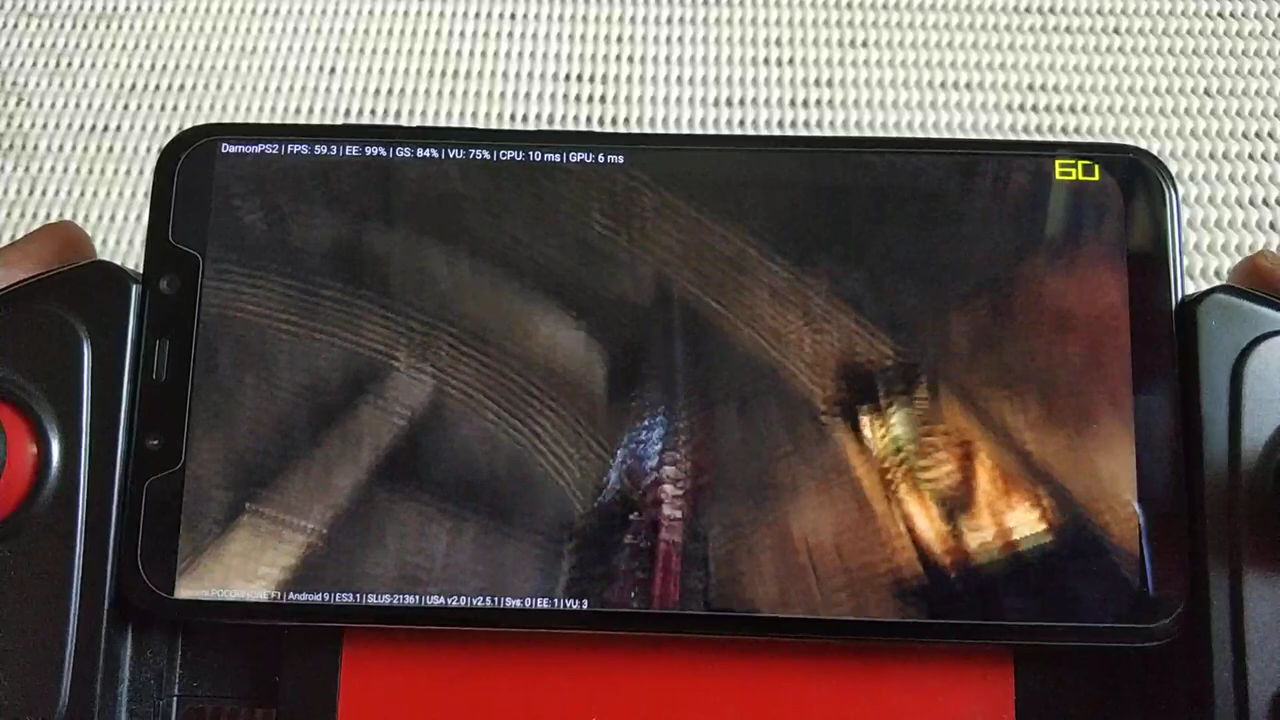 DamonPS2 | FPS: 59.3 | EE: 99% | GS: 84% | VU: 75% | CPU: 10 ms | GPU: 6 ms
60
F1 | Android 9 | ES3.1 | SLUS-21361 | USA v2.0 | v2.5.1 | Sys: 0 | EE: 1 | VU: 3